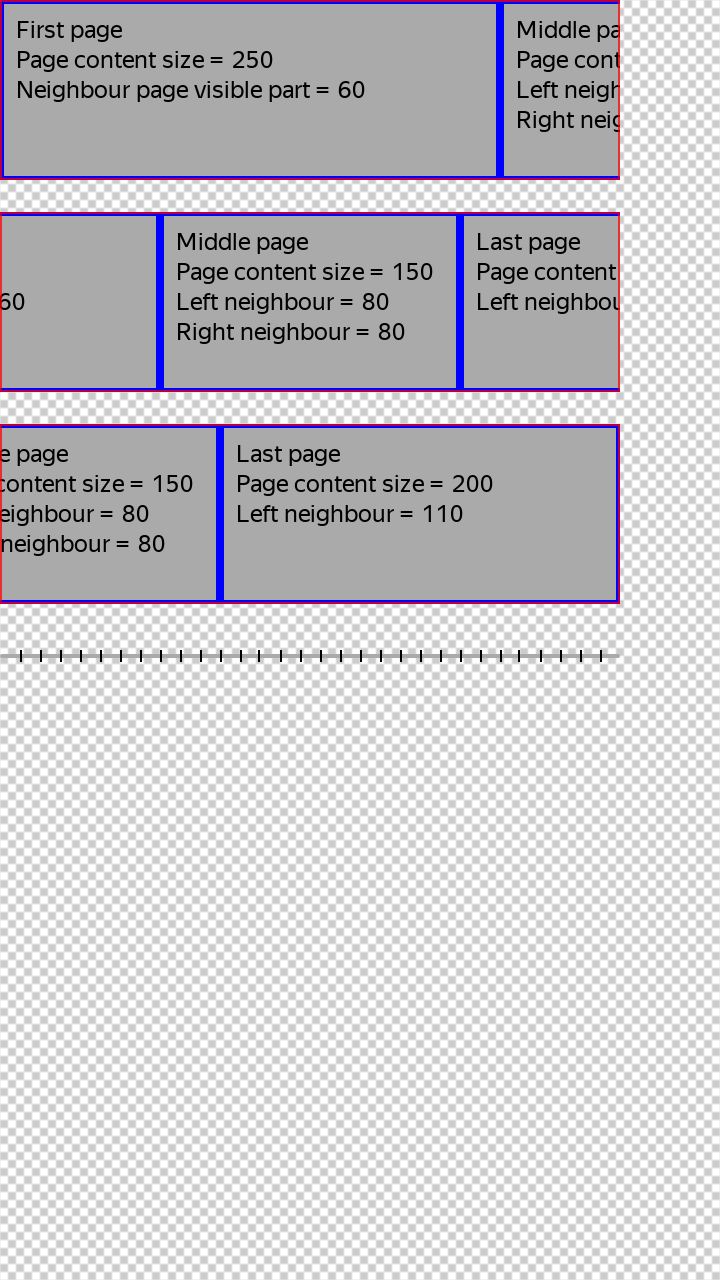 First page
Page content size = 250
Neighbour page visible part = 60
Middle pa
Page cont
Left neigh
Right neig
60
Middle page
Page content size = 150
Left neighbour = 80
Right neighbour = 80
Last page
Page content
Left neighbou
e page
content size = 150
eighbour = 80
neighbour = 80
Last page
Page content size = 200
Left neighbour = 110